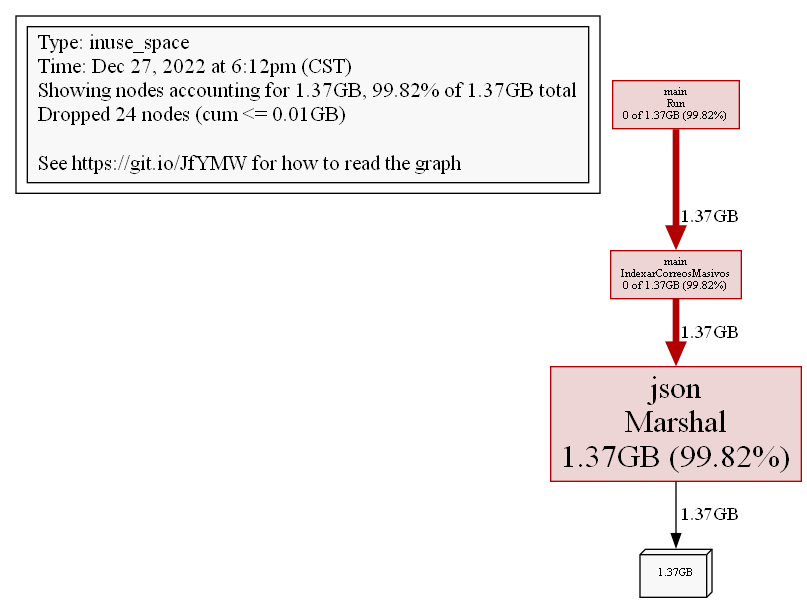 Type: inuse_space
Time: Dec 27, 2022 at 6:12pm (CST)
Showing nodes accounting for 1.37GB, 99.82% of 1.37GB total
Dropped 24 nodes (cum <= 0.01GB)
See https://git.io/JfYMW for how to read the graph
main
Run
0 of 1.37GB (99.82%)
1.37GB
main
IndexarCorreosMasivos
0 of 1.37GB (99.82%)
1.37GB
json
Marshal
1.37GB (99.82%)
1.37GB
1.37GB